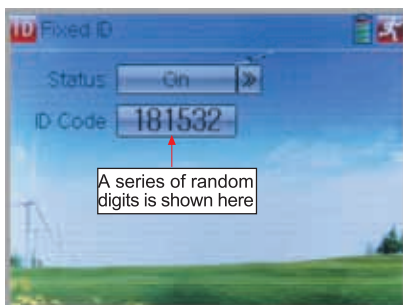 ID Fixed ID
Status On
ID Code 181532
A series of random
digits is shown here